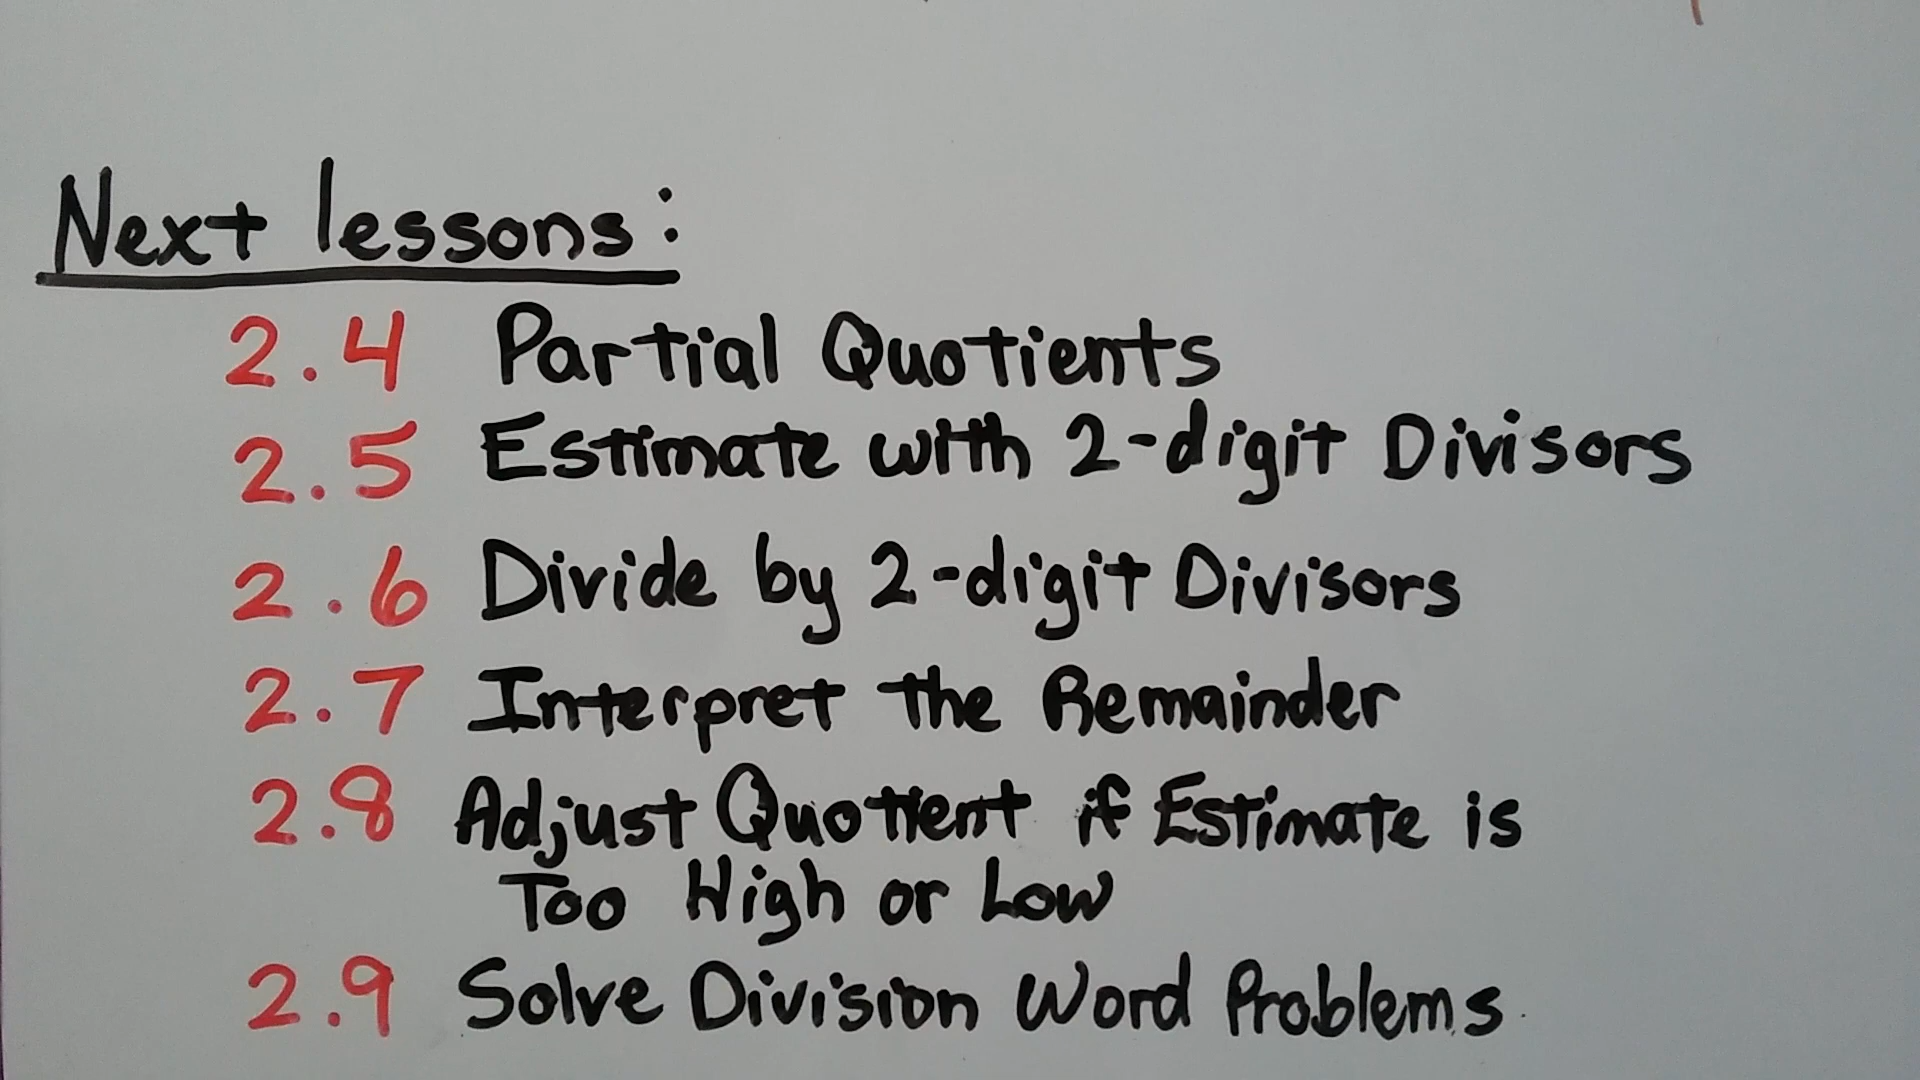 Next lessons:
2.4 Partial Quotients
2.5 Estimate with 2-digit Divisors
2.6 Divide by 2-digit Divisors
2.7 Interpret the Remainder
2.8 Adjust Quotient if Estimate is
Too High or Low
2.9 Solve Division Word Problems.